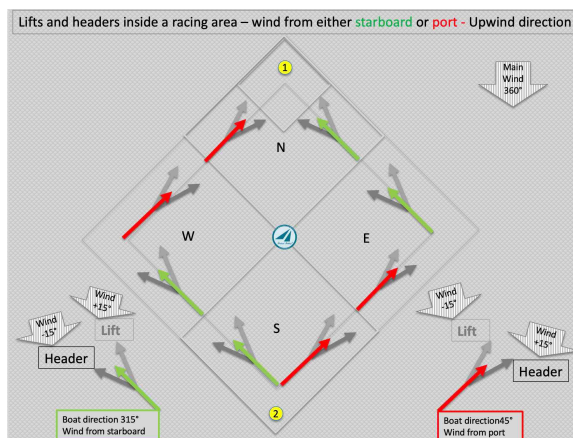 Lifts and headers inside a racing area – wind from either starboard or port - Upwind direction
1
Main
Wind
360°
N
W
E
S
Wind
-15°
Wind
+15°
Lift
Header
Boat direction 315°
Wind from starboard
2
Wind
-15°
Lift
Wind
+15°
Header
Boat direction45°
Wind from port